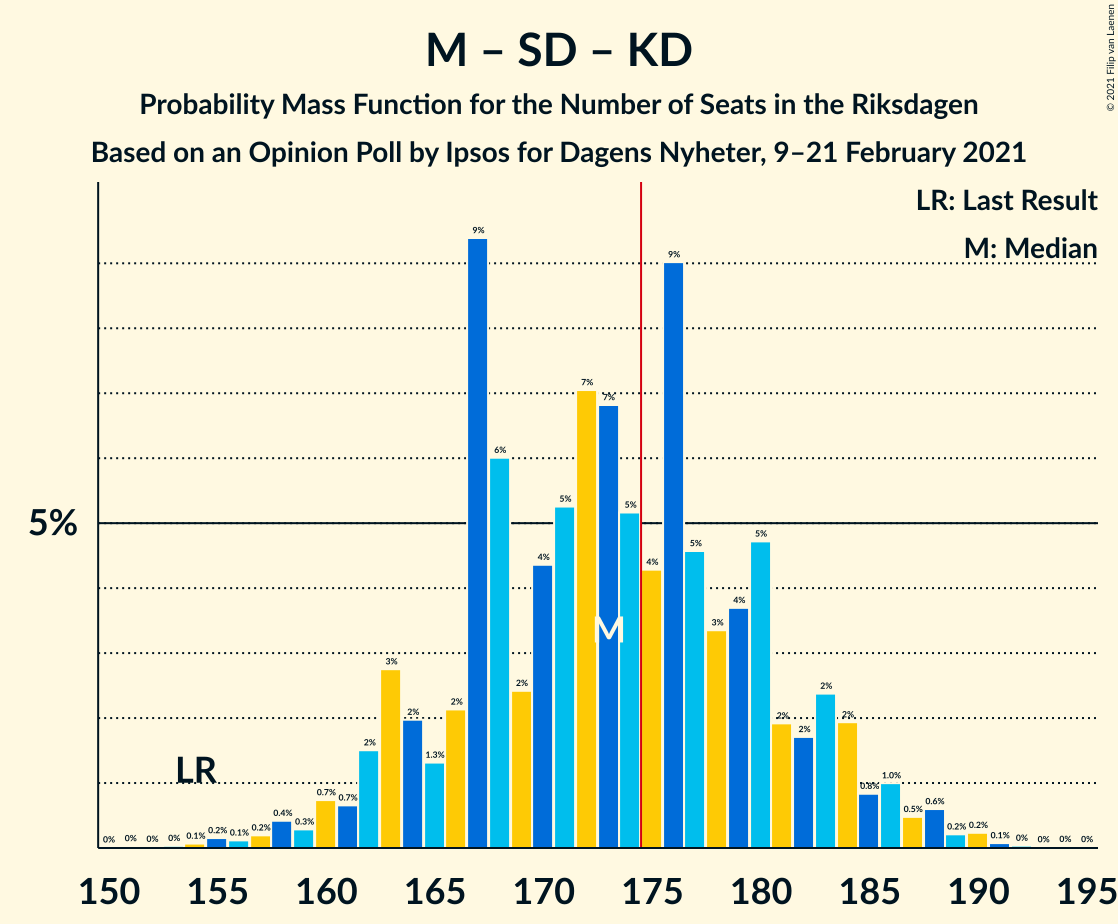 M – SD – KD
Probability Mass Function for the Number of Seats in the Riksdagen
Based on an Opinion Poll by Ipsos for Dagens Nyheter, 9–21 February 2021
© 2021 Filip van Laenen
LR: Last Result
M: Median
5%
LR
M
0% 0% 0% 0% 0.1% 0.2% 0.1% 0.2% 0.4% 0.3% 0.7% 0.7% 2% 3% 2% 1.3% 2% 9% 6% 2% 4% 5% 7% 7% 5% 4% 9% 5% 3% 4% 5% 2% 2% 2% 2% 0.8% 1.0% 0.5% 0.6% 0.2% 0.2% 0.1% 0% 0% 0% 0%
150 155 160 165 170 175 180 185 190 195